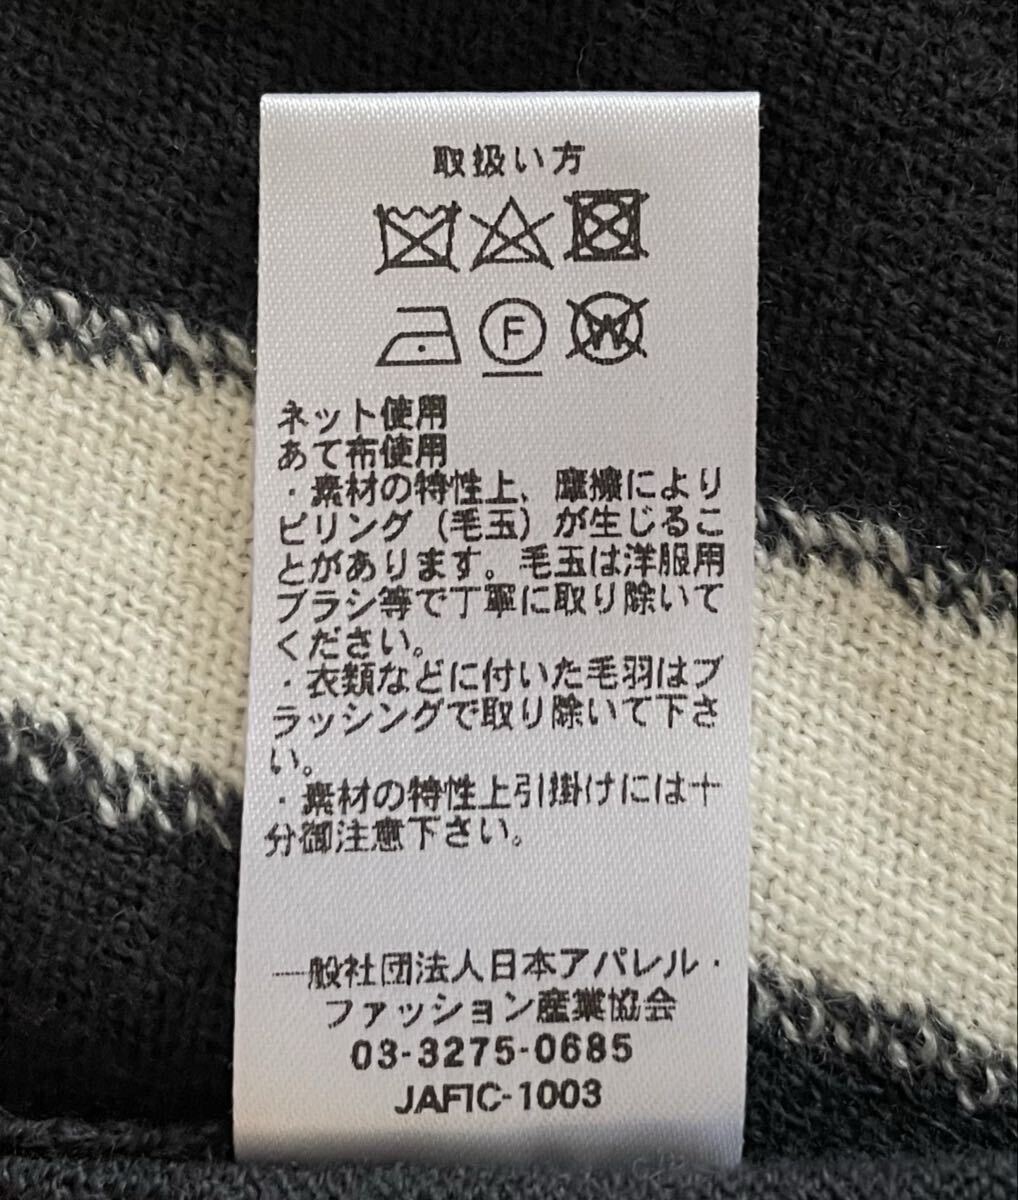 取扱い方
F W
ネット使用
あて布使用
・素材の特性上、摩擦により
ピリング（毛玉）が生じるこ
とがあります。毛玉は洋服用
ブラシ等で丁寧に取り除いて
ください。
・衣類などに付いた毛羽はブ
ラッシングで取り除いて下さ
い。
・素材の特性上引掛けには十
分御注意下さい。
一般社団法人日本アパレル・
ファッション産業協会
03-3275-0685
JAFIC-1003